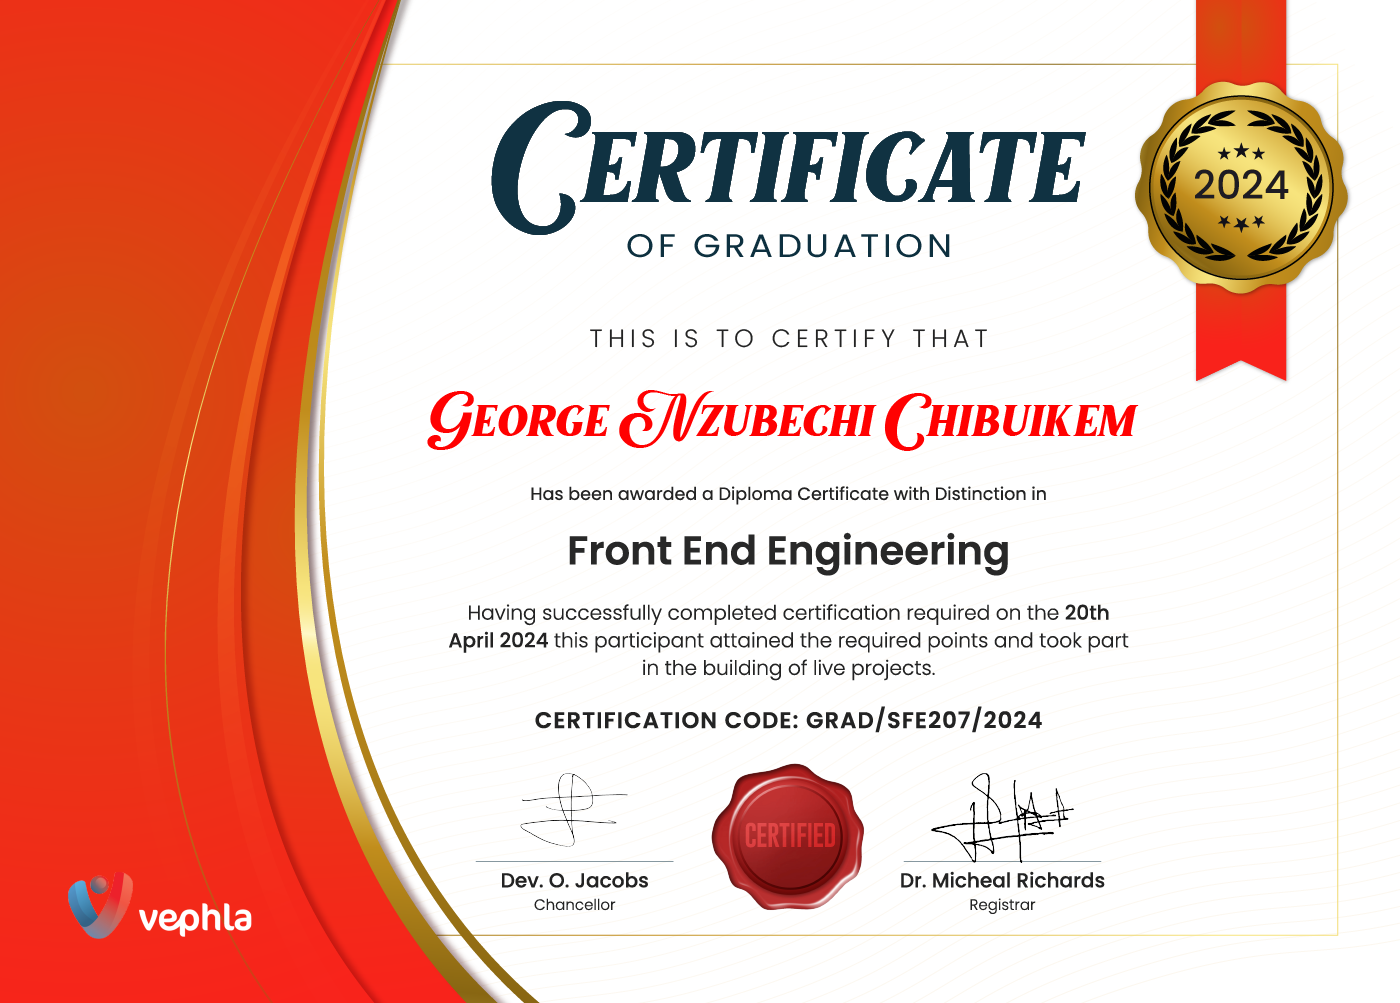 CERTIFICATE
OF GRADUATION
2024
THIS IS TO CERTIFY THAT
GEORGE NZUBECHI CHIBUIKEM
Has been awarded a Diploma Certificate with Distinction in
Front End Engineering
Having successfully completed certification required on the 20th
April 2024 this participant attained the required points and took part
in the building of live projects.
CERTIFICATION CODE: GRAD/SFE207/2024
CERTIFIED
Dev. O. Jacobs
Chancellor
Dr. Micheal Richards
Registrar
vephla